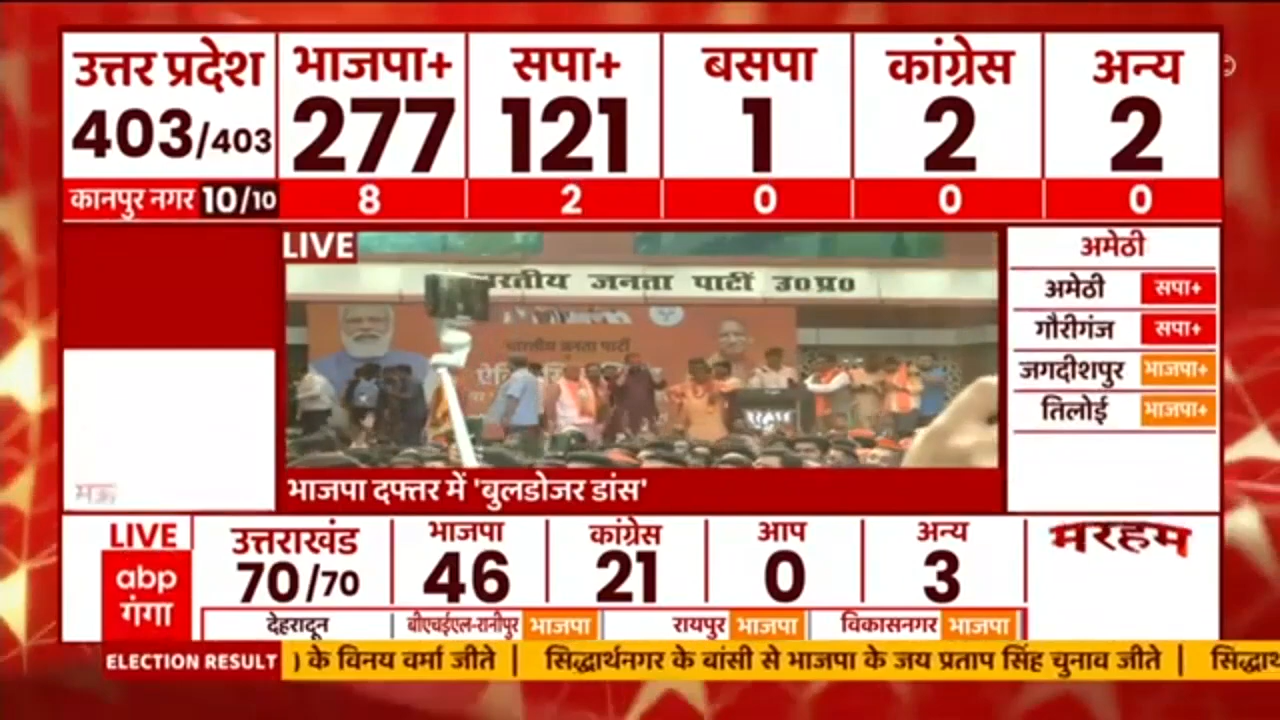 उत्तर प्रदेश
403/403
भाजपा+
277
सपा+
121
बसपा
1
कांग्रेस
2
अन्य
2
कानपुर नगर 10/10 8 2 0 0 0
LIVE
रतीय जनता पार्टी उ०प्र०
भारतीय जनता पार्टी
भाजपा दफ्तर में 'बुलडोजर डांस'
अमेठी
अमेठी सपा+
गौरीगंज सपा+
जगदीशपुर भाजपा+
तिलोई भाजपा+
LIVE
abp
गंगा
उत्तराखंड
70/70
भाजपा
46
कांग्रेस
21
आप
0
अन्य
3
मरहम
देहरादून बीएचईएल-रानीपुर भाजपा रायपुर भाजपा विकासनगर भाजपा
ELECTION RESULT ) के विनय वर्मा जीते | सिद्धार्थनगर के बांसी से भाजपा के जय प्रताप सिंह चुनाव जीते | सिद्धा